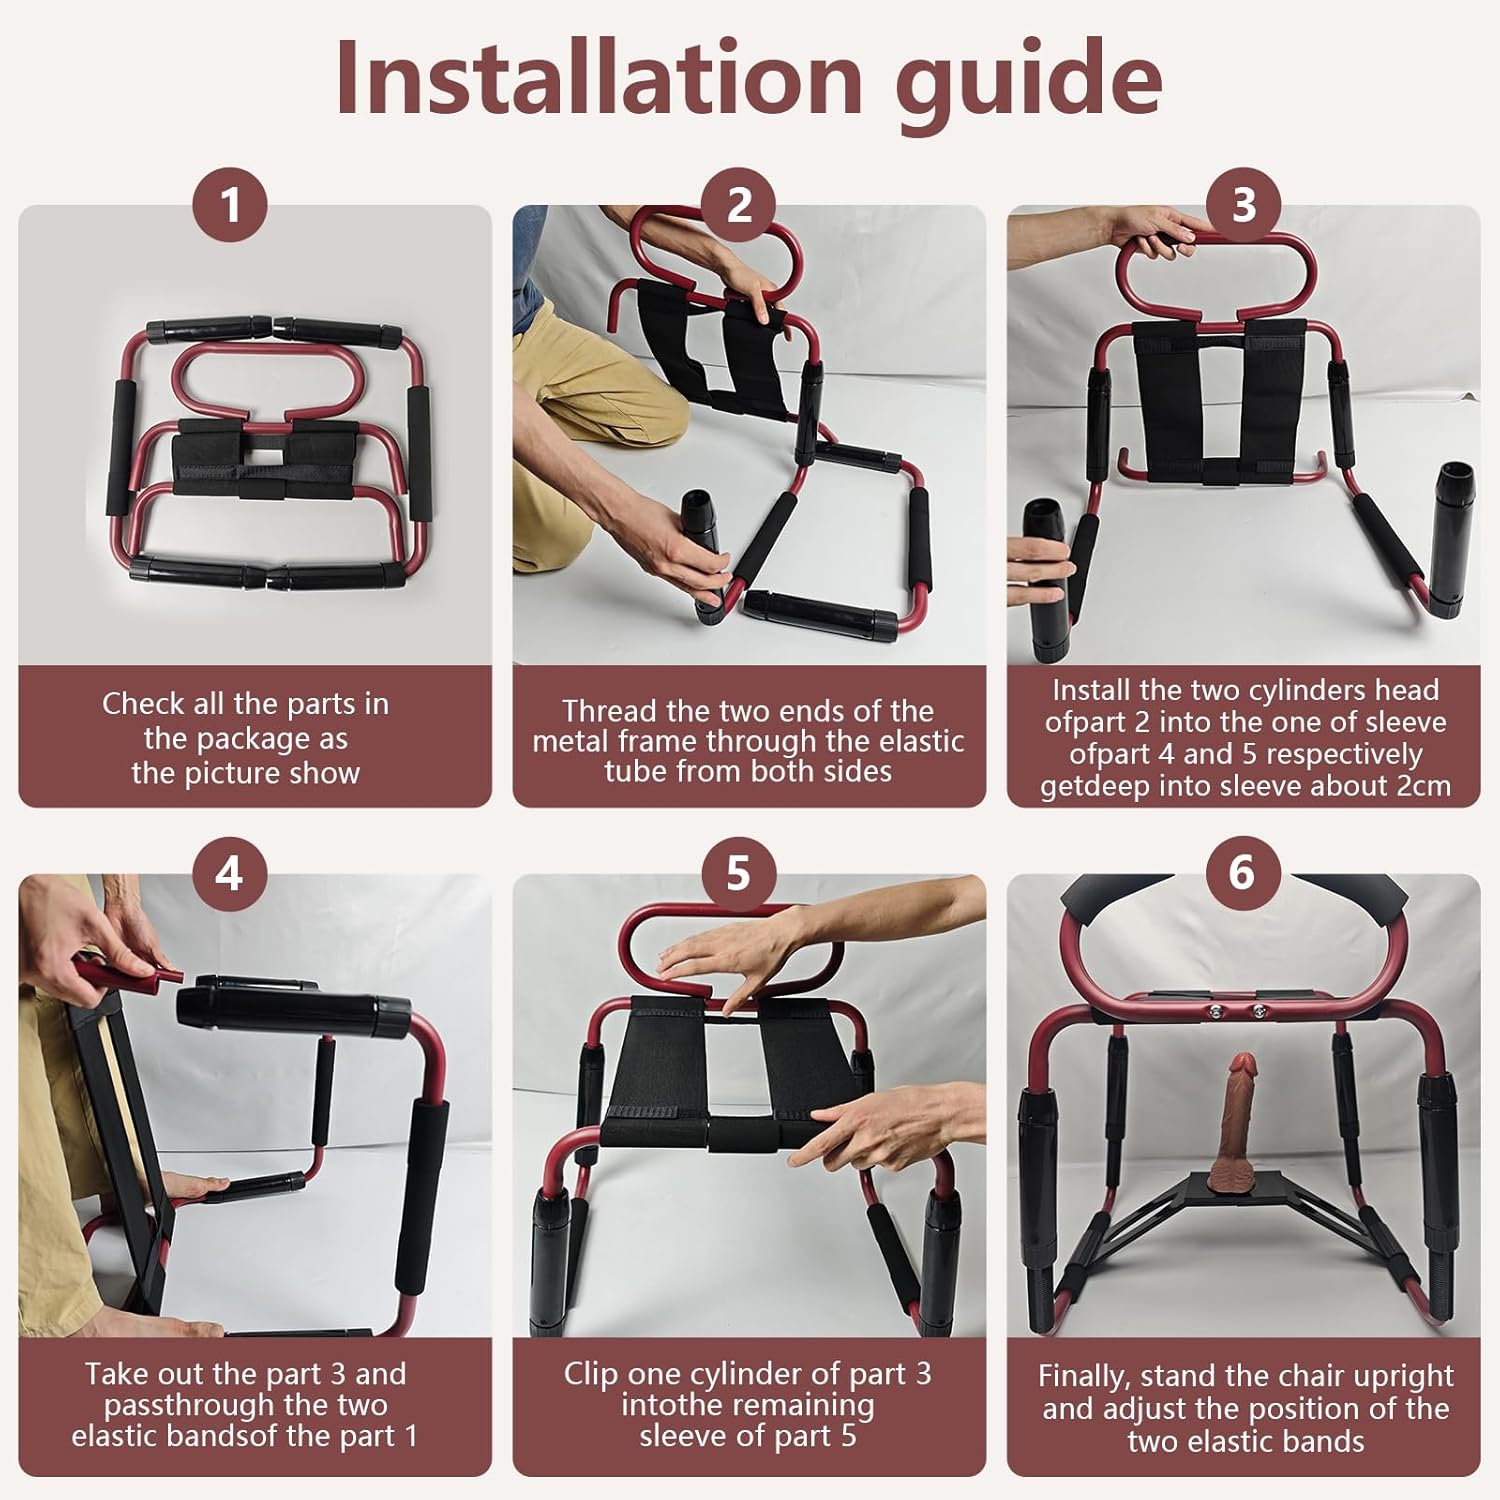 Installation guide
1
2
3
Check all the parts in
the package as
the picture show
Thread the two ends of the
metal frame through the elastic
tube from both sides
Install the two cylinders head
ofpart 2 into the one of sleeve
ofpart 4 and 5 respectively
getdeep into sleeve about 2cm
4
5
6
Take out the part 3 and
passthrough the two
elastic bandsof the part 1
Clip one cylinder of part 3
intothe remaining
sleeve of part 5
Finally, stand the chair upright
and adjust the position of the
two elastic bands